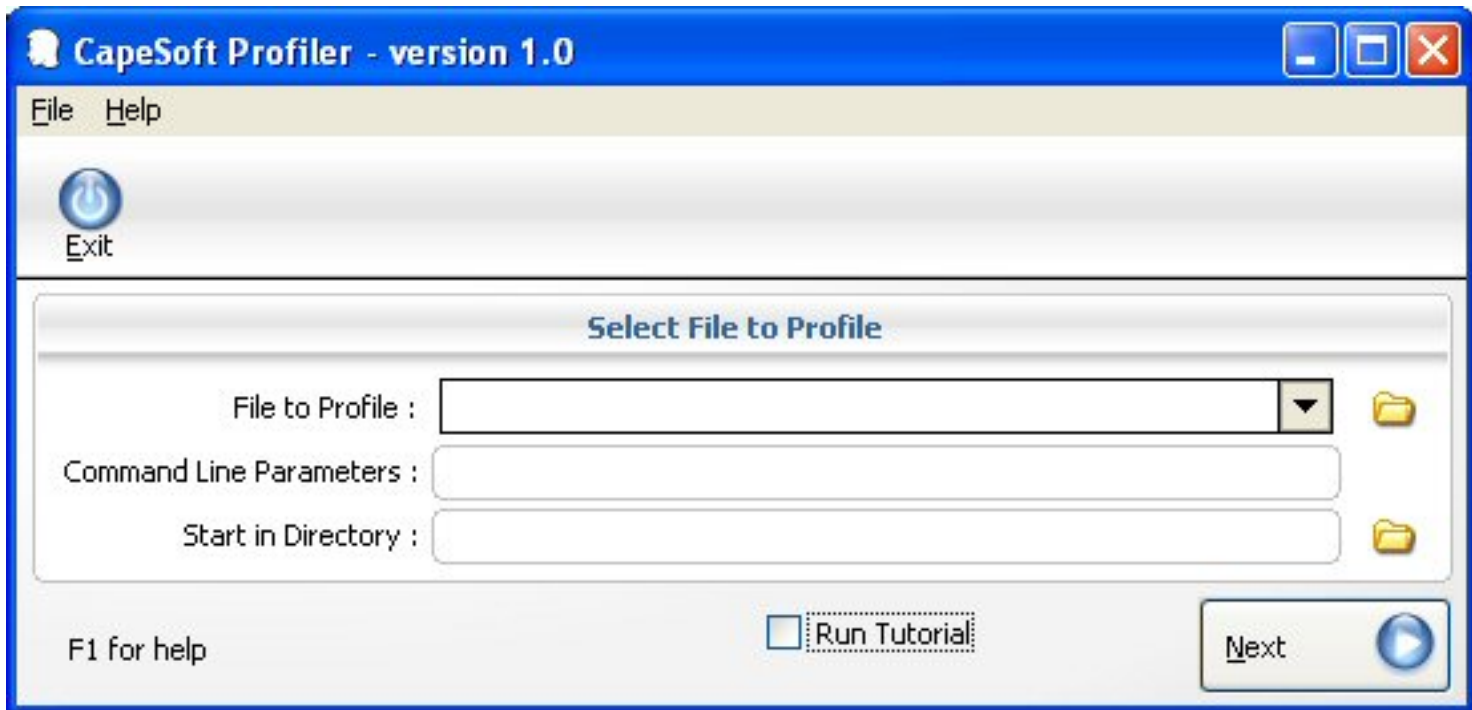 CapeSoft Profiler - version 1.0
File Help
Exit
Select File to Profile
File to Profile :
Command Line Parameters :
Start in Directory :
F1 for help
Run Tutorial
Next